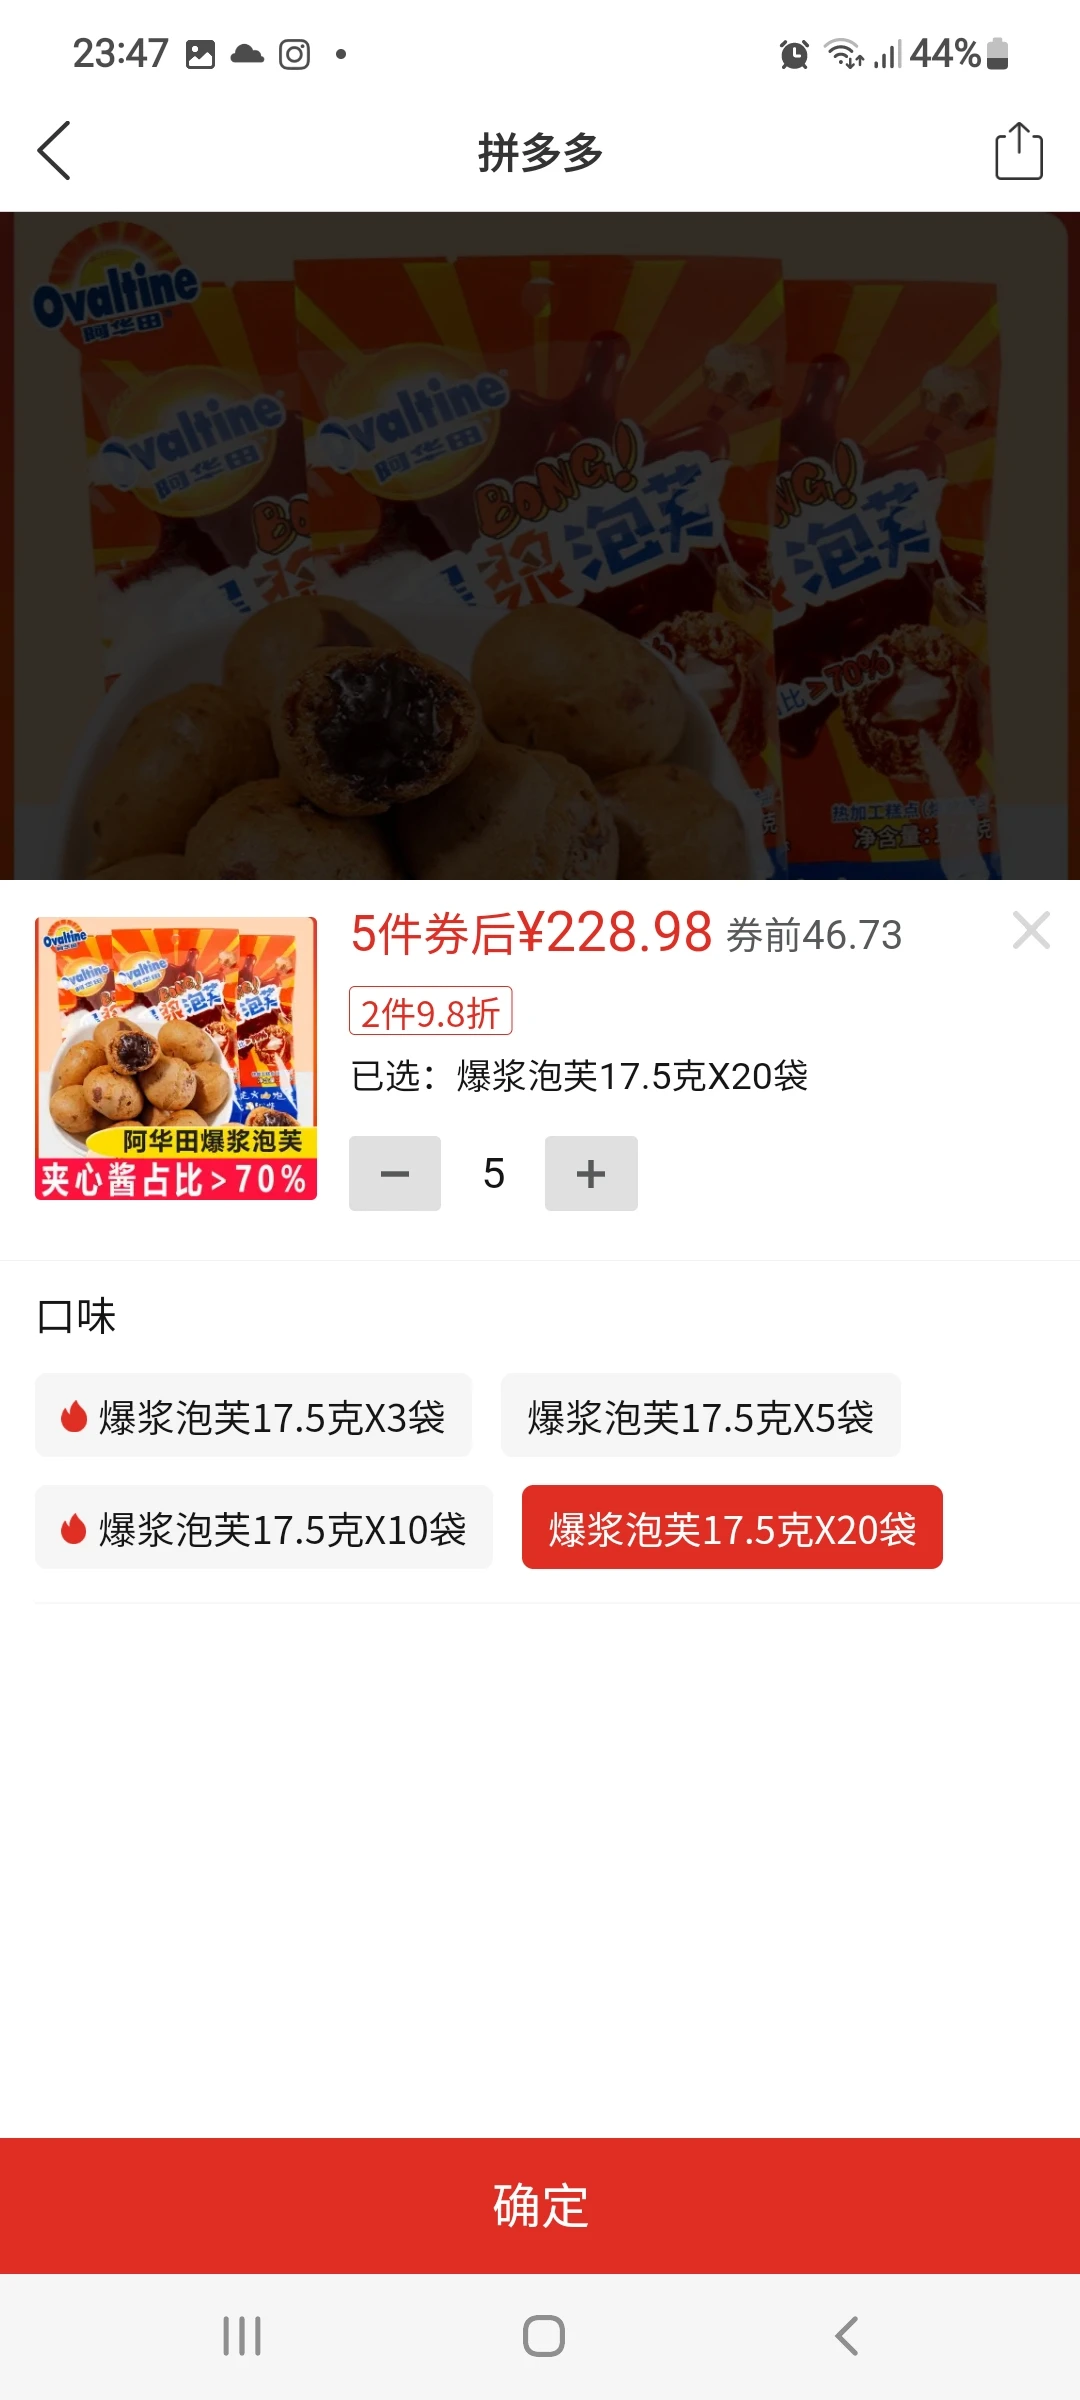 23:47
44%
拼多多
Ovaltine
阿华田
Ovaltine
阿华田
BONG!
浆泡芙
Ovaltine
阿华田
BONG!
浆泡芙
泡芙
比>70%
热加工糕点
净含量:
5件券后¥228.98 券前46.73
2件9.8折
已选：爆浆泡芙17.5克X20袋
5
Ovaltine
阿华田爆浆泡芙
夹心酱占比>70%
口味
爆浆泡芙17.5克X3袋
爆浆泡芙17.5克X5袋
爆浆泡芙17.5克X10袋
爆浆泡芙17.5克X20袋
确定